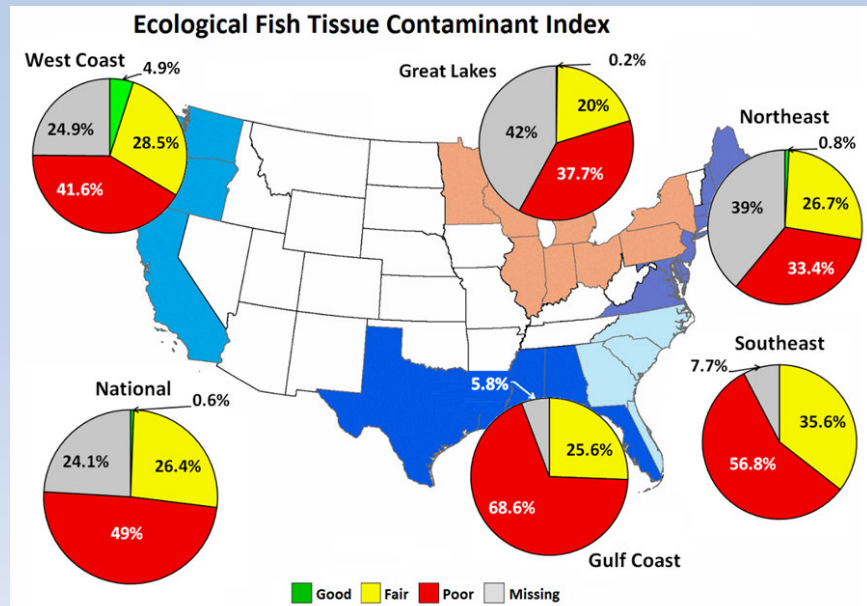 Ecological Fish Tissue Contaminant Index
West Coast
4.9%
28.5%
41.6%
24.9%
Great Lakes
0.2%
20%
37.7%
42%
Northeast
0.8%
26.7%
33.4%
39%
Southeast
7.7%
35.6%
56.8%
National
0.6%
26.4%
49%
24.1%
5.8%
25.6%
68.6%
Gulf Coast
Good Fair Poor Missing